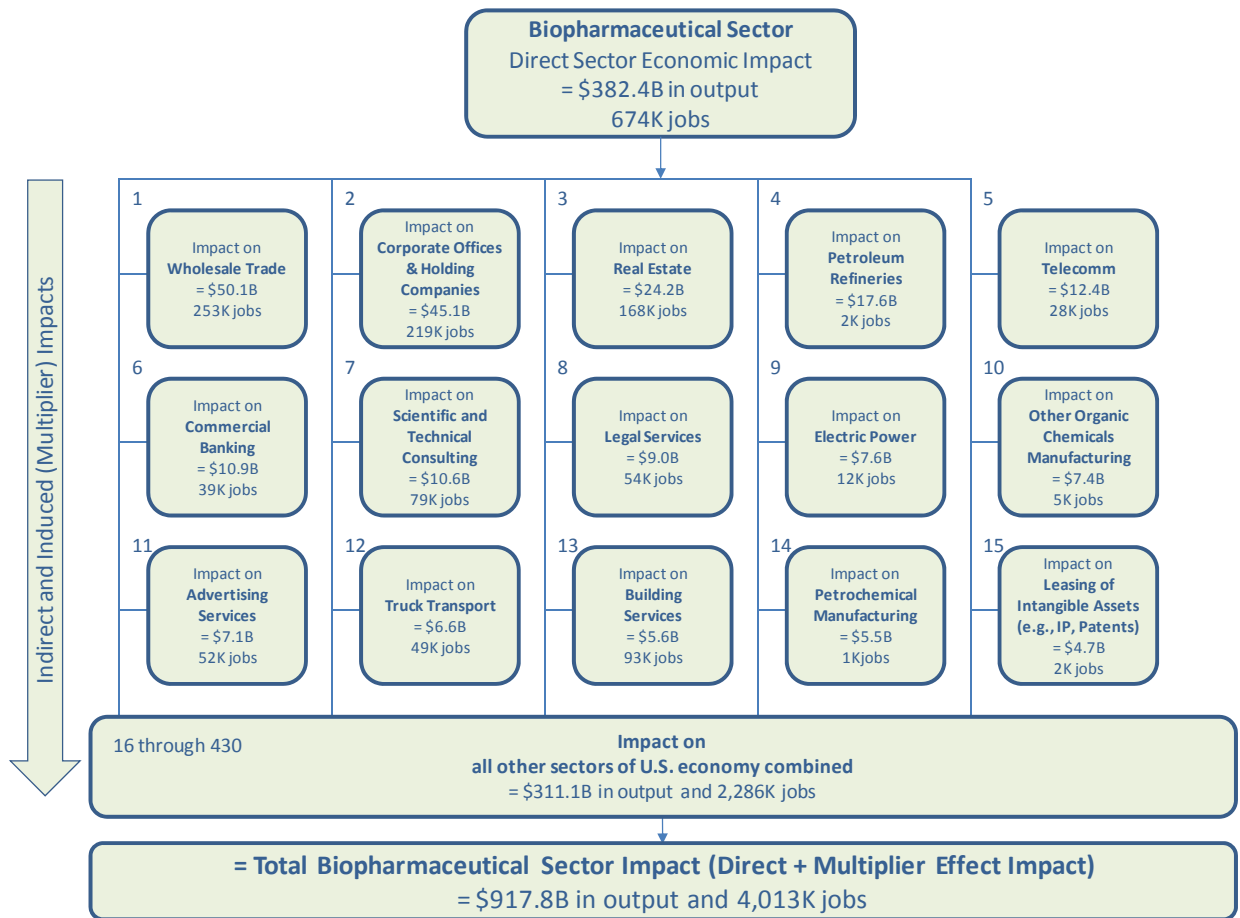 Biopharmaceutical Sector
Direct Sector Economic Impact
= $382.4B in output
674K jobs
Indirect and Induced (Multiplier) Impacts
1
Impact on
Wholesale Trade
= $50.1B
253K jobs
2
Impact on
Corporate Offices
& Holding
Companies
= $45.1B
219K jobs
3
Impact on
Real Estate
= $24.2B
168K jobs
4
Impact on
Petroleum
Refineries
= $17.6B
2K jobs
5
Impact on
Telecomm
= $12.4B
28K jobs
6
Impact on
Commercial
Banking
= $10.9B
39K jobs
7
Impact on
Scientific and
Technical
Consulting
= $10.6B
79K jobs
8
Impact on
Legal Services
= $9.0B
54K jobs
9
Impact on
Electric Power
= $7.6B
12K jobs
10
Impact on
Other Organic
Chemicals
Manufacturing
= $7.4B
5K jobs
11
Impact on
Advertising
Services
= $7.1B
52K jobs
12
Impact on
Truck Transport
= $6.6B
49K jobs
13
Impact on
Building
Services
= $5.6B
93K jobs
14
Impact on
Petrochemical
Manufacturing
= $5.5B
1K jobs
15
Impact on
Leasing of
Intangible Assets
(e.g., IP, Patents)
= $4.7B
2K jobs
16 through 430
Impact on
all other sectors of U.S. economy combined
= $311.1B in output and 2,286K jobs
= Total Biopharmaceutical Sector Impact (Direct + Multiplier Effect Impact)
= $917.8B in output and 4,013K jobs